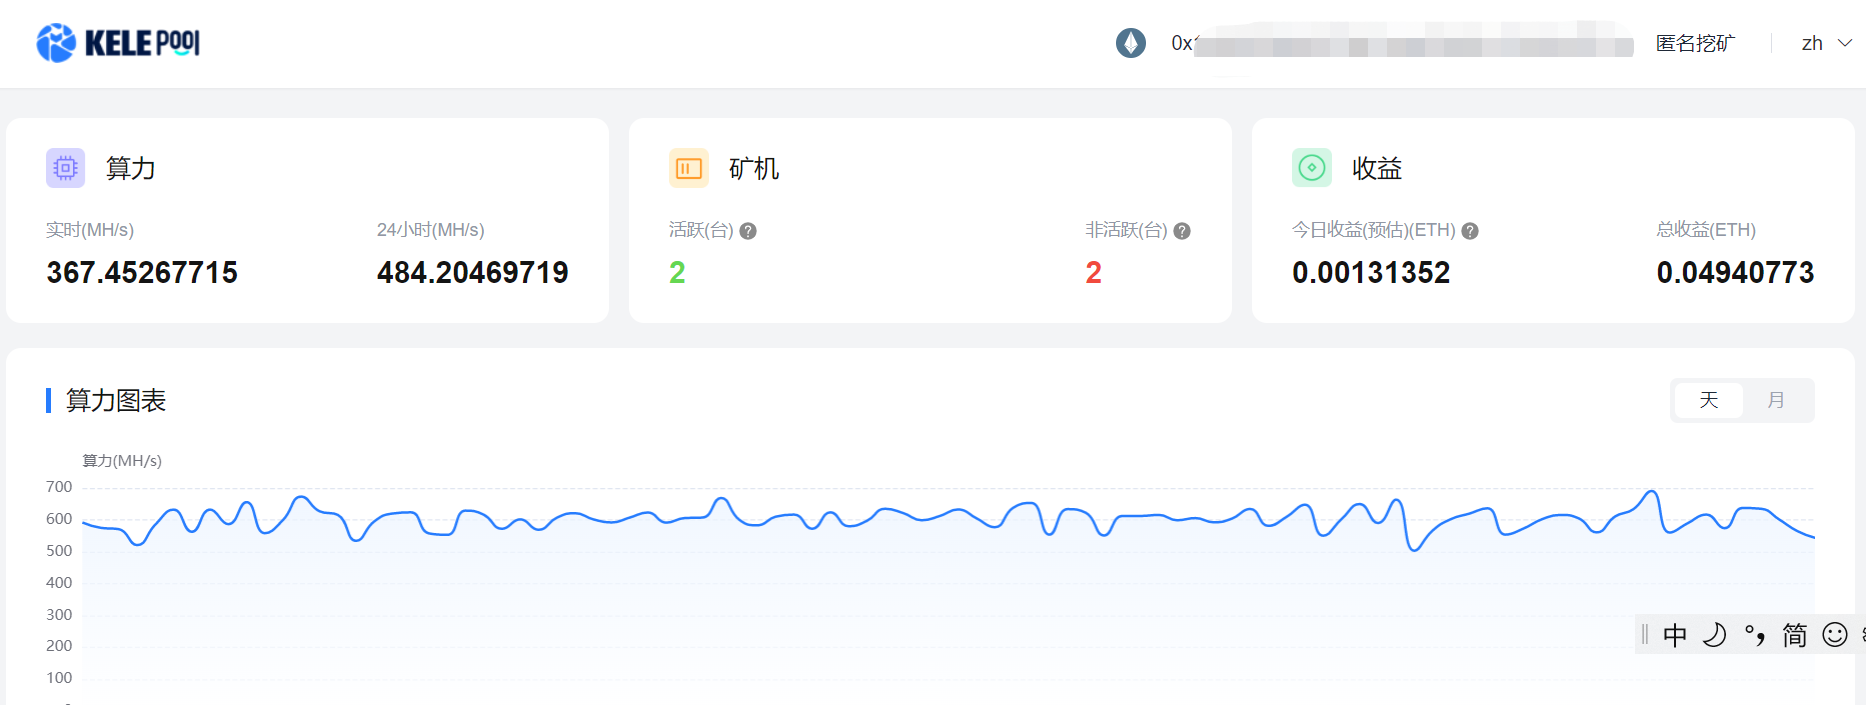 KELE POOL
0x
匿名挖矿
zh
算力
实时(MH/s)
24小时(MH/s)
367.45267715
484.20469719
矿机
活跃(台) ?
非活跃(台) ?
2
2
收益
今日收益(预估)(ETH) ?
总收益(ETH)
0.00131352
0.04940773
算力图表
天
月
算力(MH/s)
700
600
500
400
300
200
100
中
°,
简